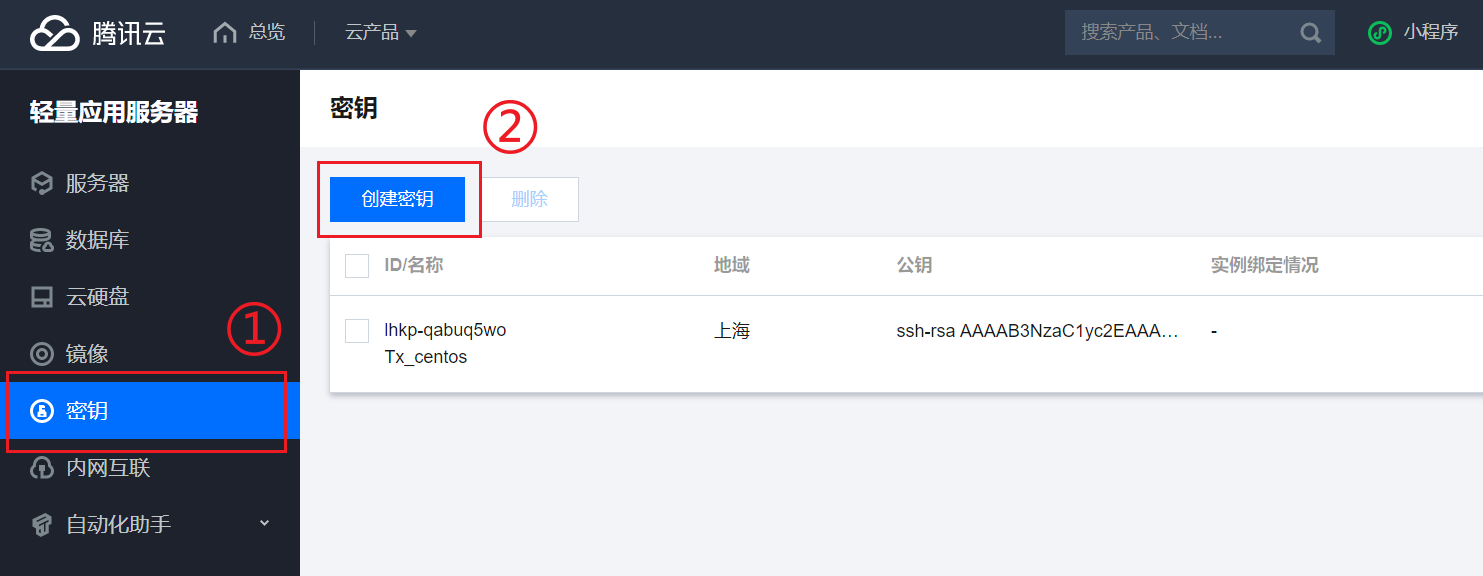 腾讯云 总览 云产品 搜索产品、文档... 小程序
轻量应用服务器
服务器
数据库
云硬盘
①
镜像
密钥
内网互联
自动化助手
密钥
②
创建密钥 删除
ID/名称 地域 公钥 实例绑定情况
lhkp-qabuq5wo 上海 ssh-rsa AAAAB3NzaC1yc2EAAA... -
Tx_centos